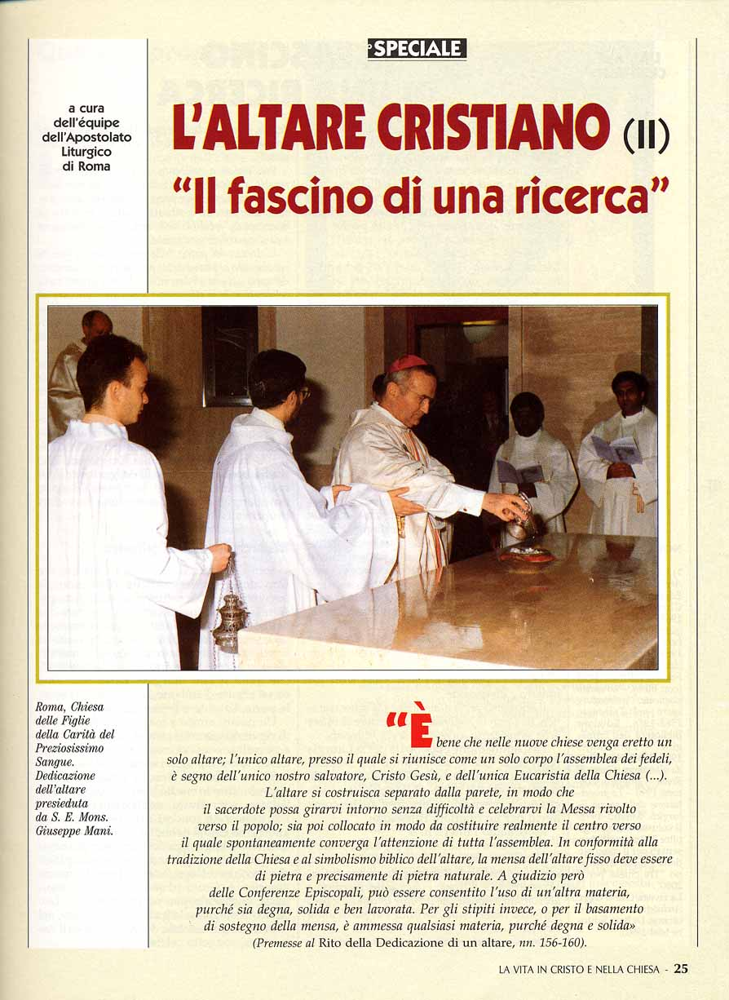 SPECIALE
a cura
dell'équipe
dell'Apostolato
Liturgico
di Roma
L'ALTARE CRISTIANO (II)
“Il fascino di una ricerca”
Roma, Chiesa
delle Figlie
della Carità del
Preziosissimo
Sangue.
Dedicazione
dell'altare
presieduta
da S. E. Mons.
Giuseppe Mani.
“È bene che nelle nuove chiese venga eretto un
solo altare; l'unico altare, presso il quale si riunisce come un solo corpo l'assemblea dei fedeli,
è segno dell'unico nostro salvatore, Cristo Gesù, e dell'unica Eucaristia della Chiesa (...).
L'altare si costruisca separato dalla parete, in modo che
il sacerdote possa girarvi intorno senza difficoltà e celebrarvi la Messa rivolto
verso il popolo; sia poi collocato in modo da costituire realmente il centro verso
il quale spontaneamente converga l'attenzione di tutta l'assemblea. In conformità alla
tradizione della Chiesa e al simbolismo biblico dell'altare, la mensa dell'altare fisso deve essere
di pietra e precisamente di pietra naturale. A giudizio però
delle Conferenze Episcopali, può essere consentito l'uso di un'altra materia,
purché sia degna, solida e ben lavorata. Per gli stipiti invece, o per il basamento
di sostegno della mensa, è ammessa qualsiasi materia, purché degna e solida»
(Premesse al Rito della Dedicazione di un altare, nn. 156-160).
LA VITA IN CRISTO E NELLA CHIESA - 25